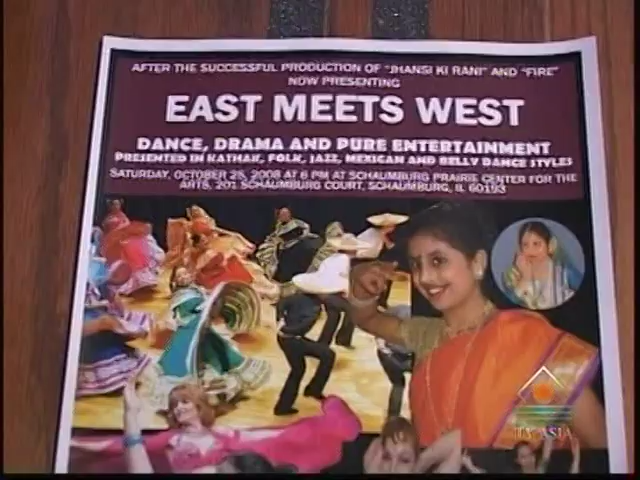 AFTER THE SUCCESSFUL PRODUCTION OF "JHANSI KI RANI" AND "FIRE"
NOW PRESENTING
EAST MEETS WEST
DANCE, DRAMA AND PURE ENTERTAINMENT
PRESENTED IN KATHAK, FOLK, JAZZ, MEXICAN AND BELLY DANCE STYLES
SATURDAY, OCTOBER 25, 2008 AT 6 PM AT SCHAUMBURG PRAIRIE CENTER FOR THE
ARTS, 201 SCHAUMBURG COURT, SCHAUMBURG, IL 60193
TV ASIA